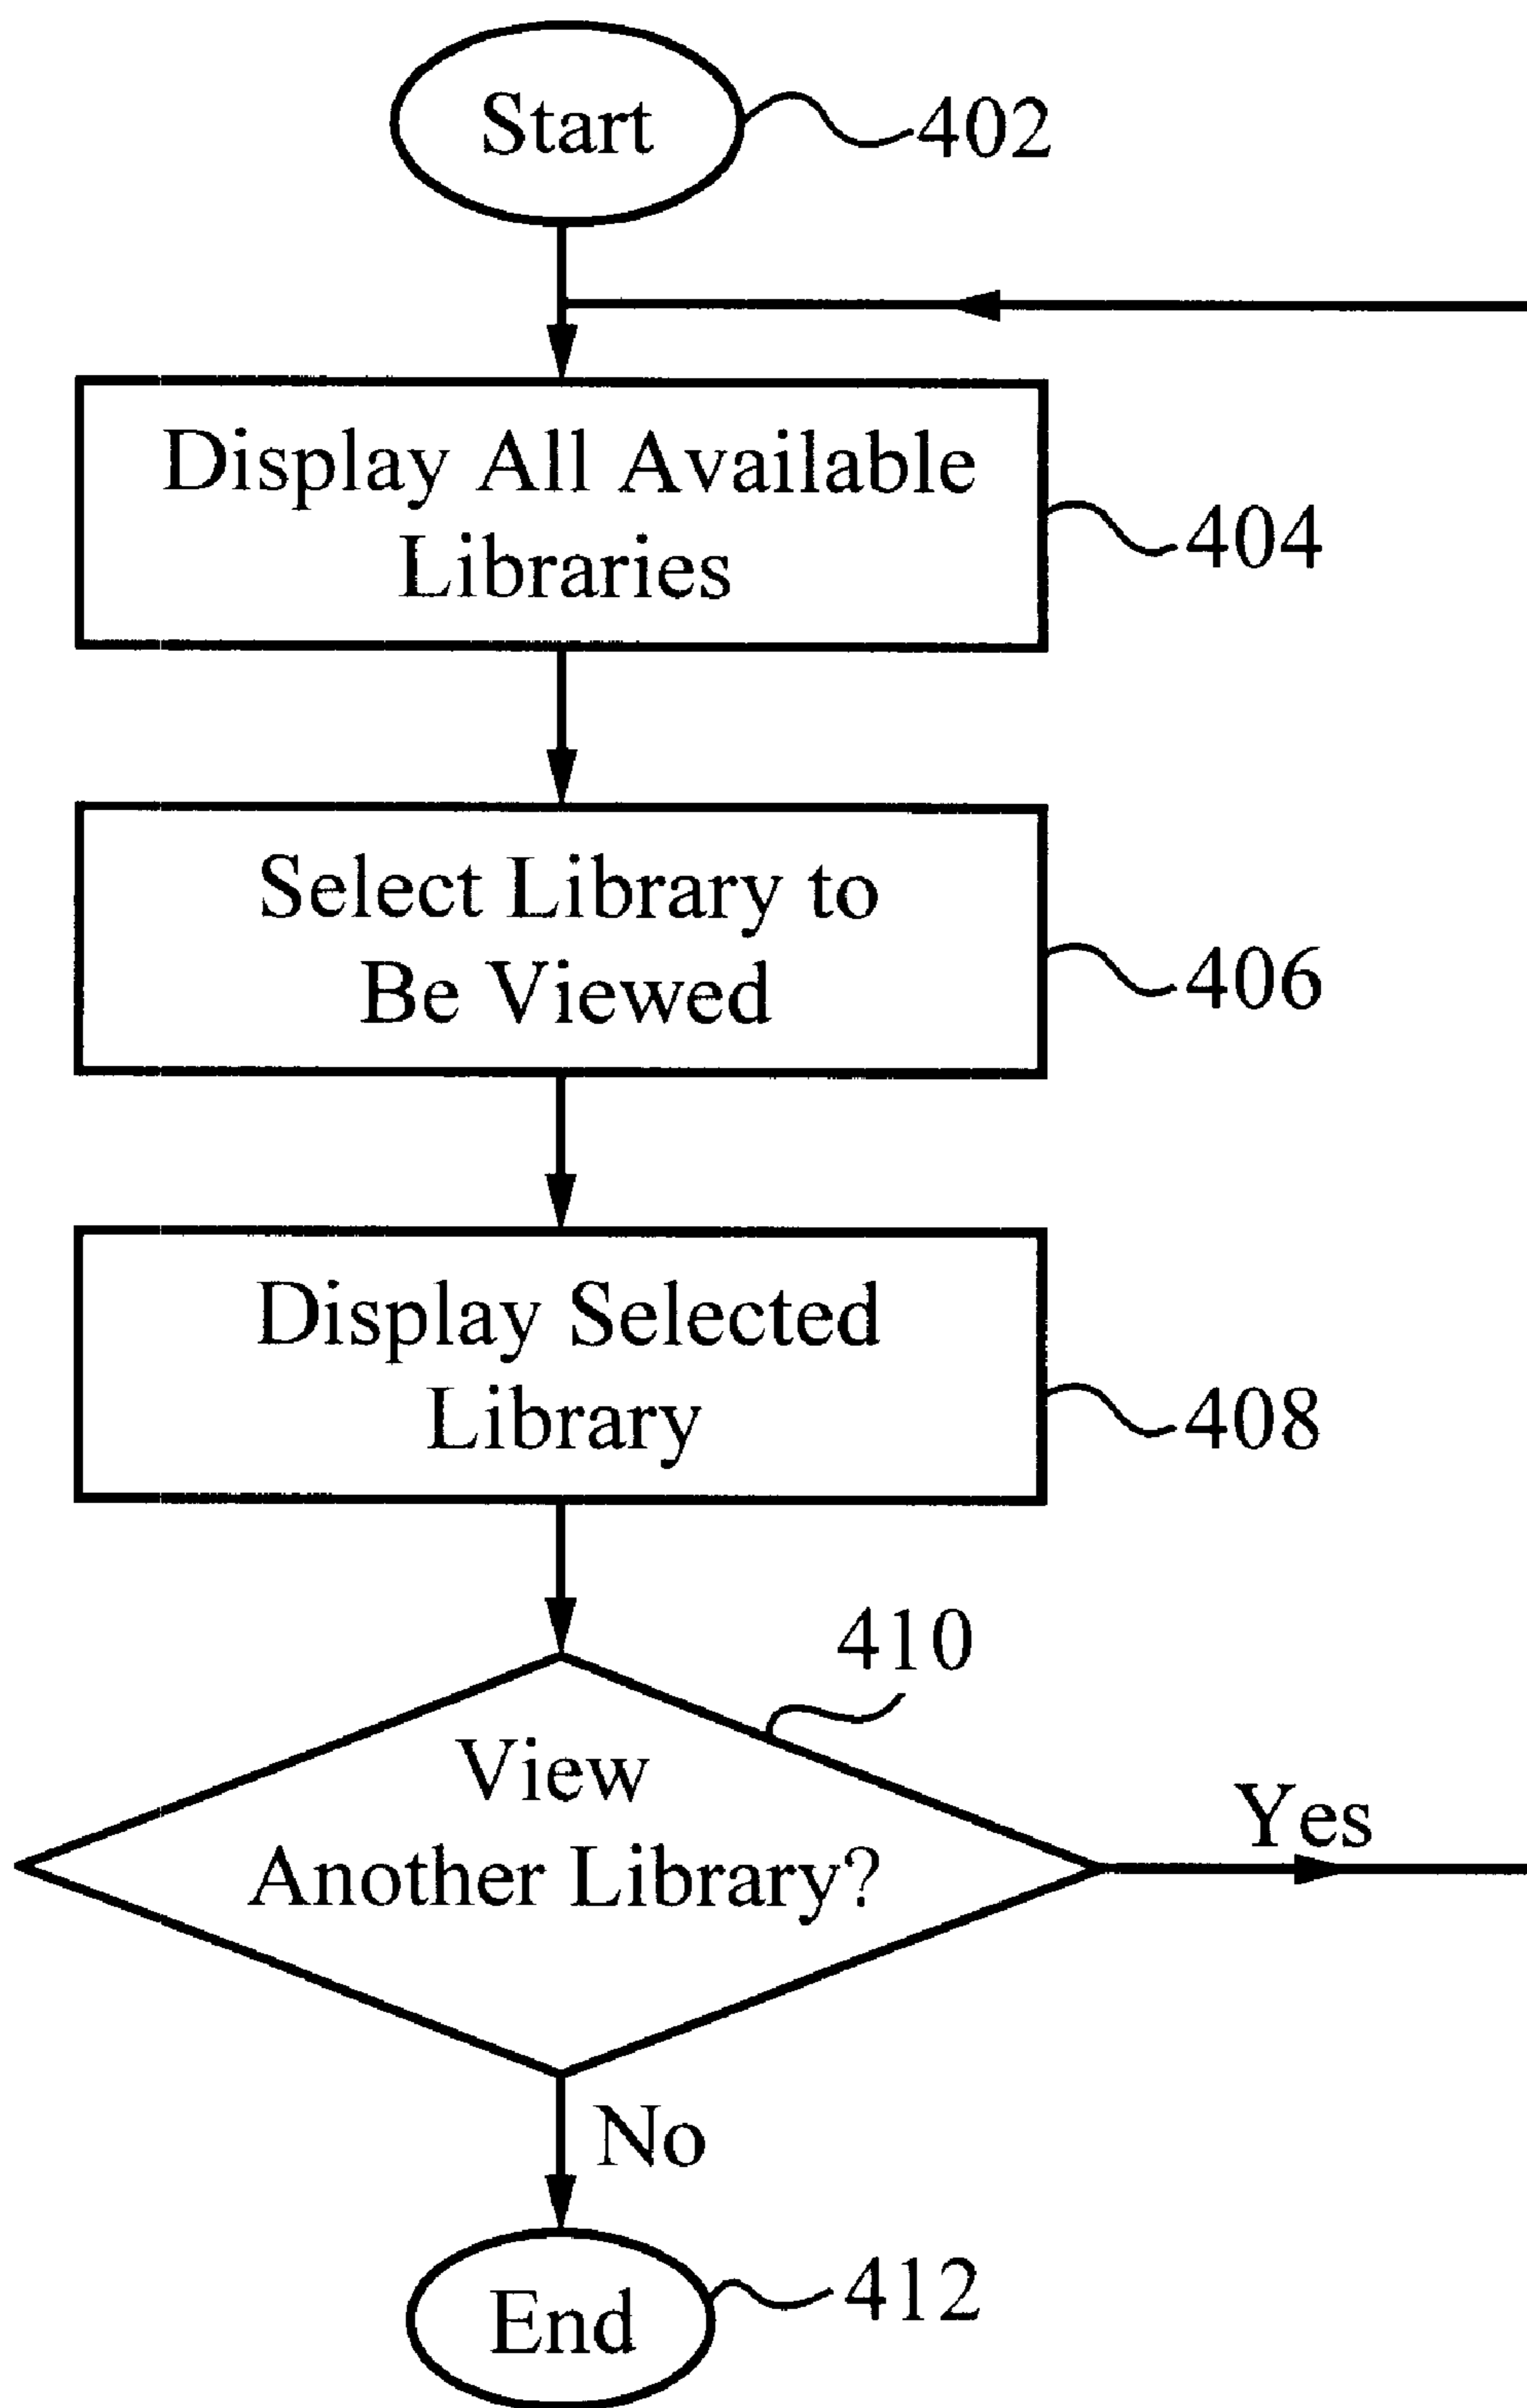 Start
402
Display All Available
Libraries
404
Select Library to
Be Viewed
406
Display Selected
Library
408
410
View
Another Library?
Yes
No
End
412